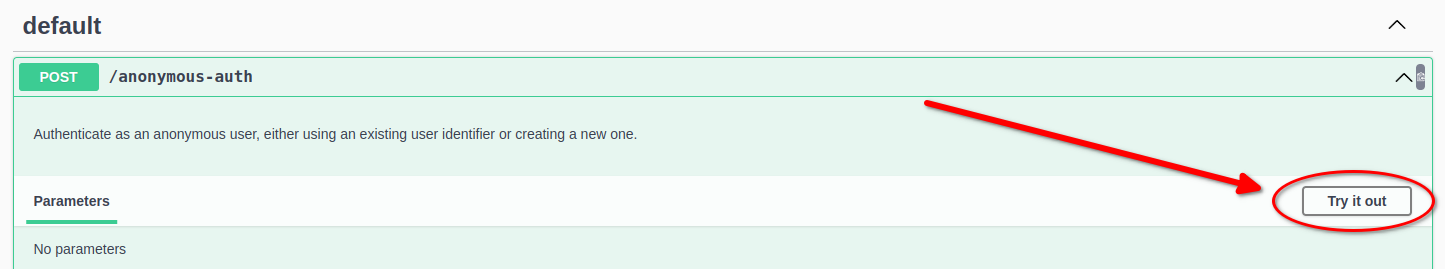 default
POST /anonymous-auth
Authenticate as an anonymous user, either using an existing user identifier or creating a new one.
Parameters
Try it out
No parameters